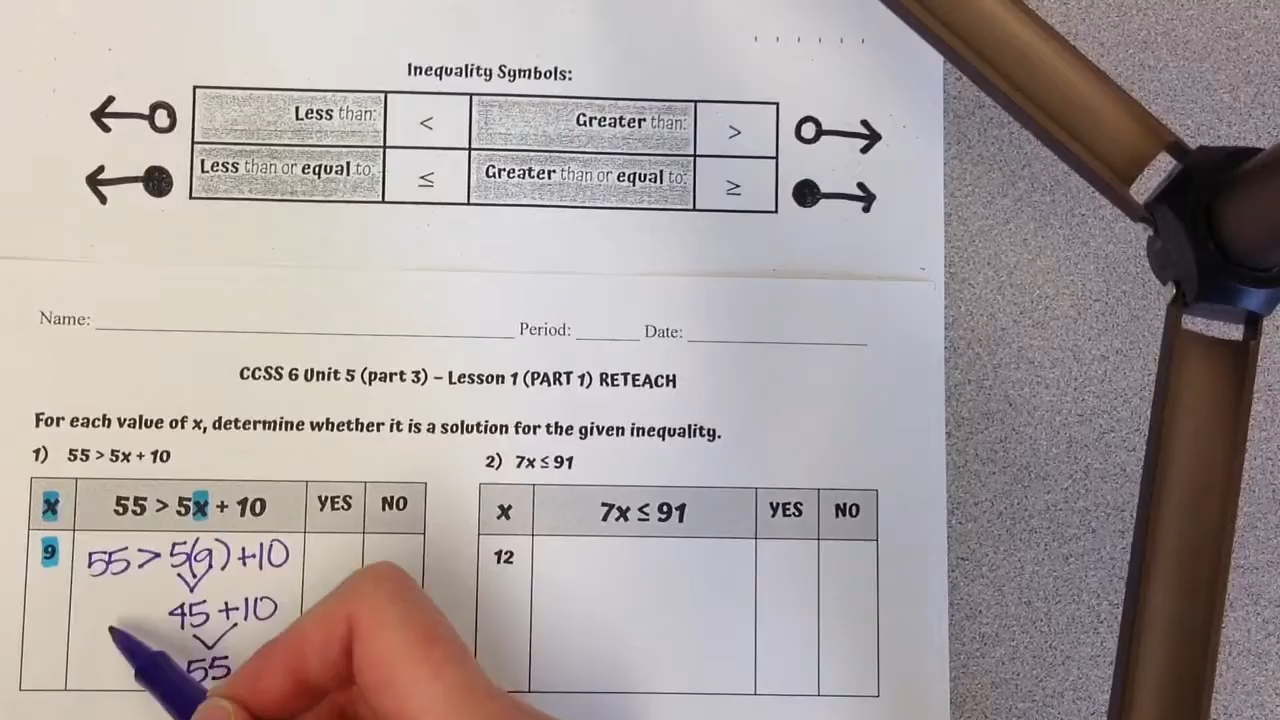 Inequality Symbols:
Less than: < Greater than: >
Less than or equal to: ≤ Greater than or equal to: ≥
Name: Period: Date:
CCSS 6 Unit 5 (part 3) – Lesson 1 (PART 1) RETEACH
For each value of x, determine whether it is a solution for the given inequality.
1) 55 > 5x + 10
x 55 > 5x + 10 YES NO
9 55 > 5(9) +10
45 +10
55
2) 7x ≤ 91
x 7x ≤ 91 YES NO
12